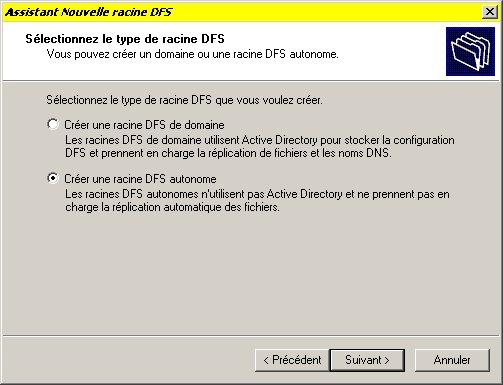 Assistant Nouvelle racine DFS
Sélectionnez le type de racine DFS
Vous pouvez créer un domaine ou une racine DFS autonome.
Sélectionnez le type de racine DFS que vous voulez créer.
Créer une racine DFS de domaine
Les racines DFS de domaine utilisent Active Directory pour stocker la configuration
DFS et prennent en charge la réplication de fichiers et les noms DNS.
Créer une racine DFS autonome
Les racines DFS autonomes n'utilisent pas Active Directory et ne prennent pas en
charge la réplication automatique des fichiers.
< Précédent Suivant > Annuler